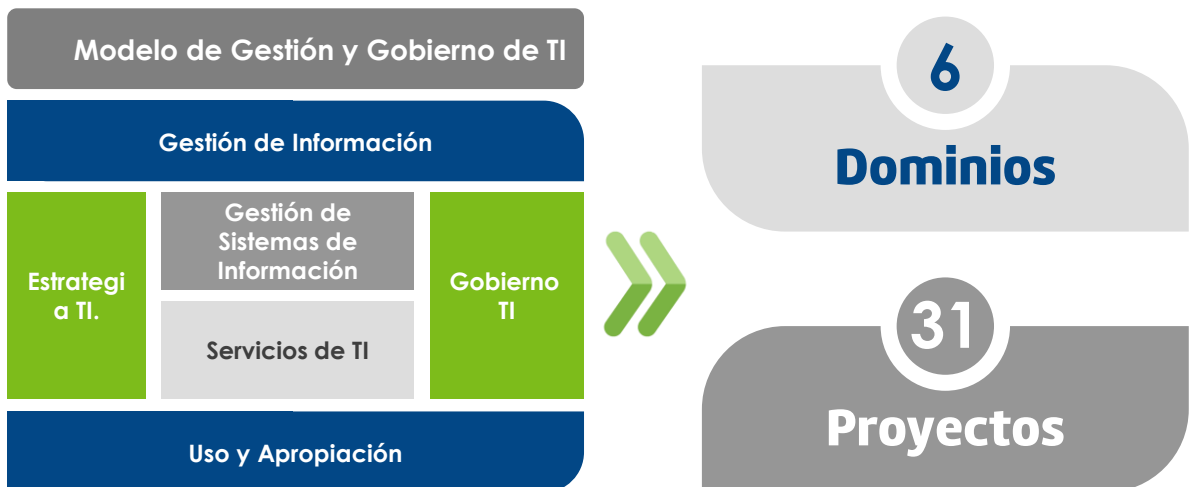 Modelo de Gestión y Gobierno de TI
Gestión de Información
Estrategi
a TI.
Gestión de
Sistemas de
Información
Servicios de TI
Gobierno
TI
Uso y Apropiación
6
Dominios
31
Proyectos